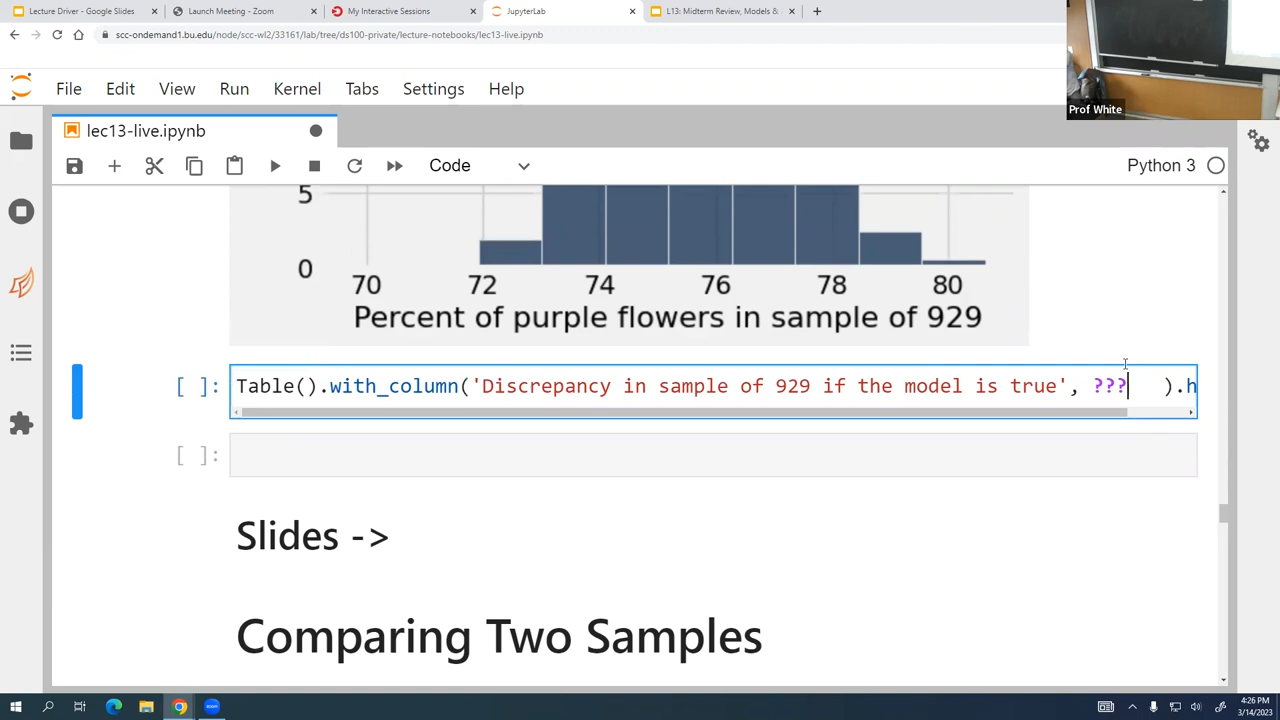 Lecture Driver - Google Slides
Launch Meeting - Zoom
My Interactive Sessions
JupyterLab
L13: Midterm Review, Models &
scc-ondemand1.bu.edu/node/scc-wl2/33161/lab/tree/ds100-private/lecture-notebooks/lec13-live.ipynb
File Edit View Run Kernel Tabs Settings Help
Prof White
lec13-live.ipynb
Code
Python 3
5
0
70 72 74 76 78 80
Percent of purple flowers in sample of 929
[ ]: Table().with_column('Discrepancy in sample of 929 if the model is true', ???   ).h
[ ]:
Slides ->
Comparing Two Samples
4:26 PM
3/14/2023